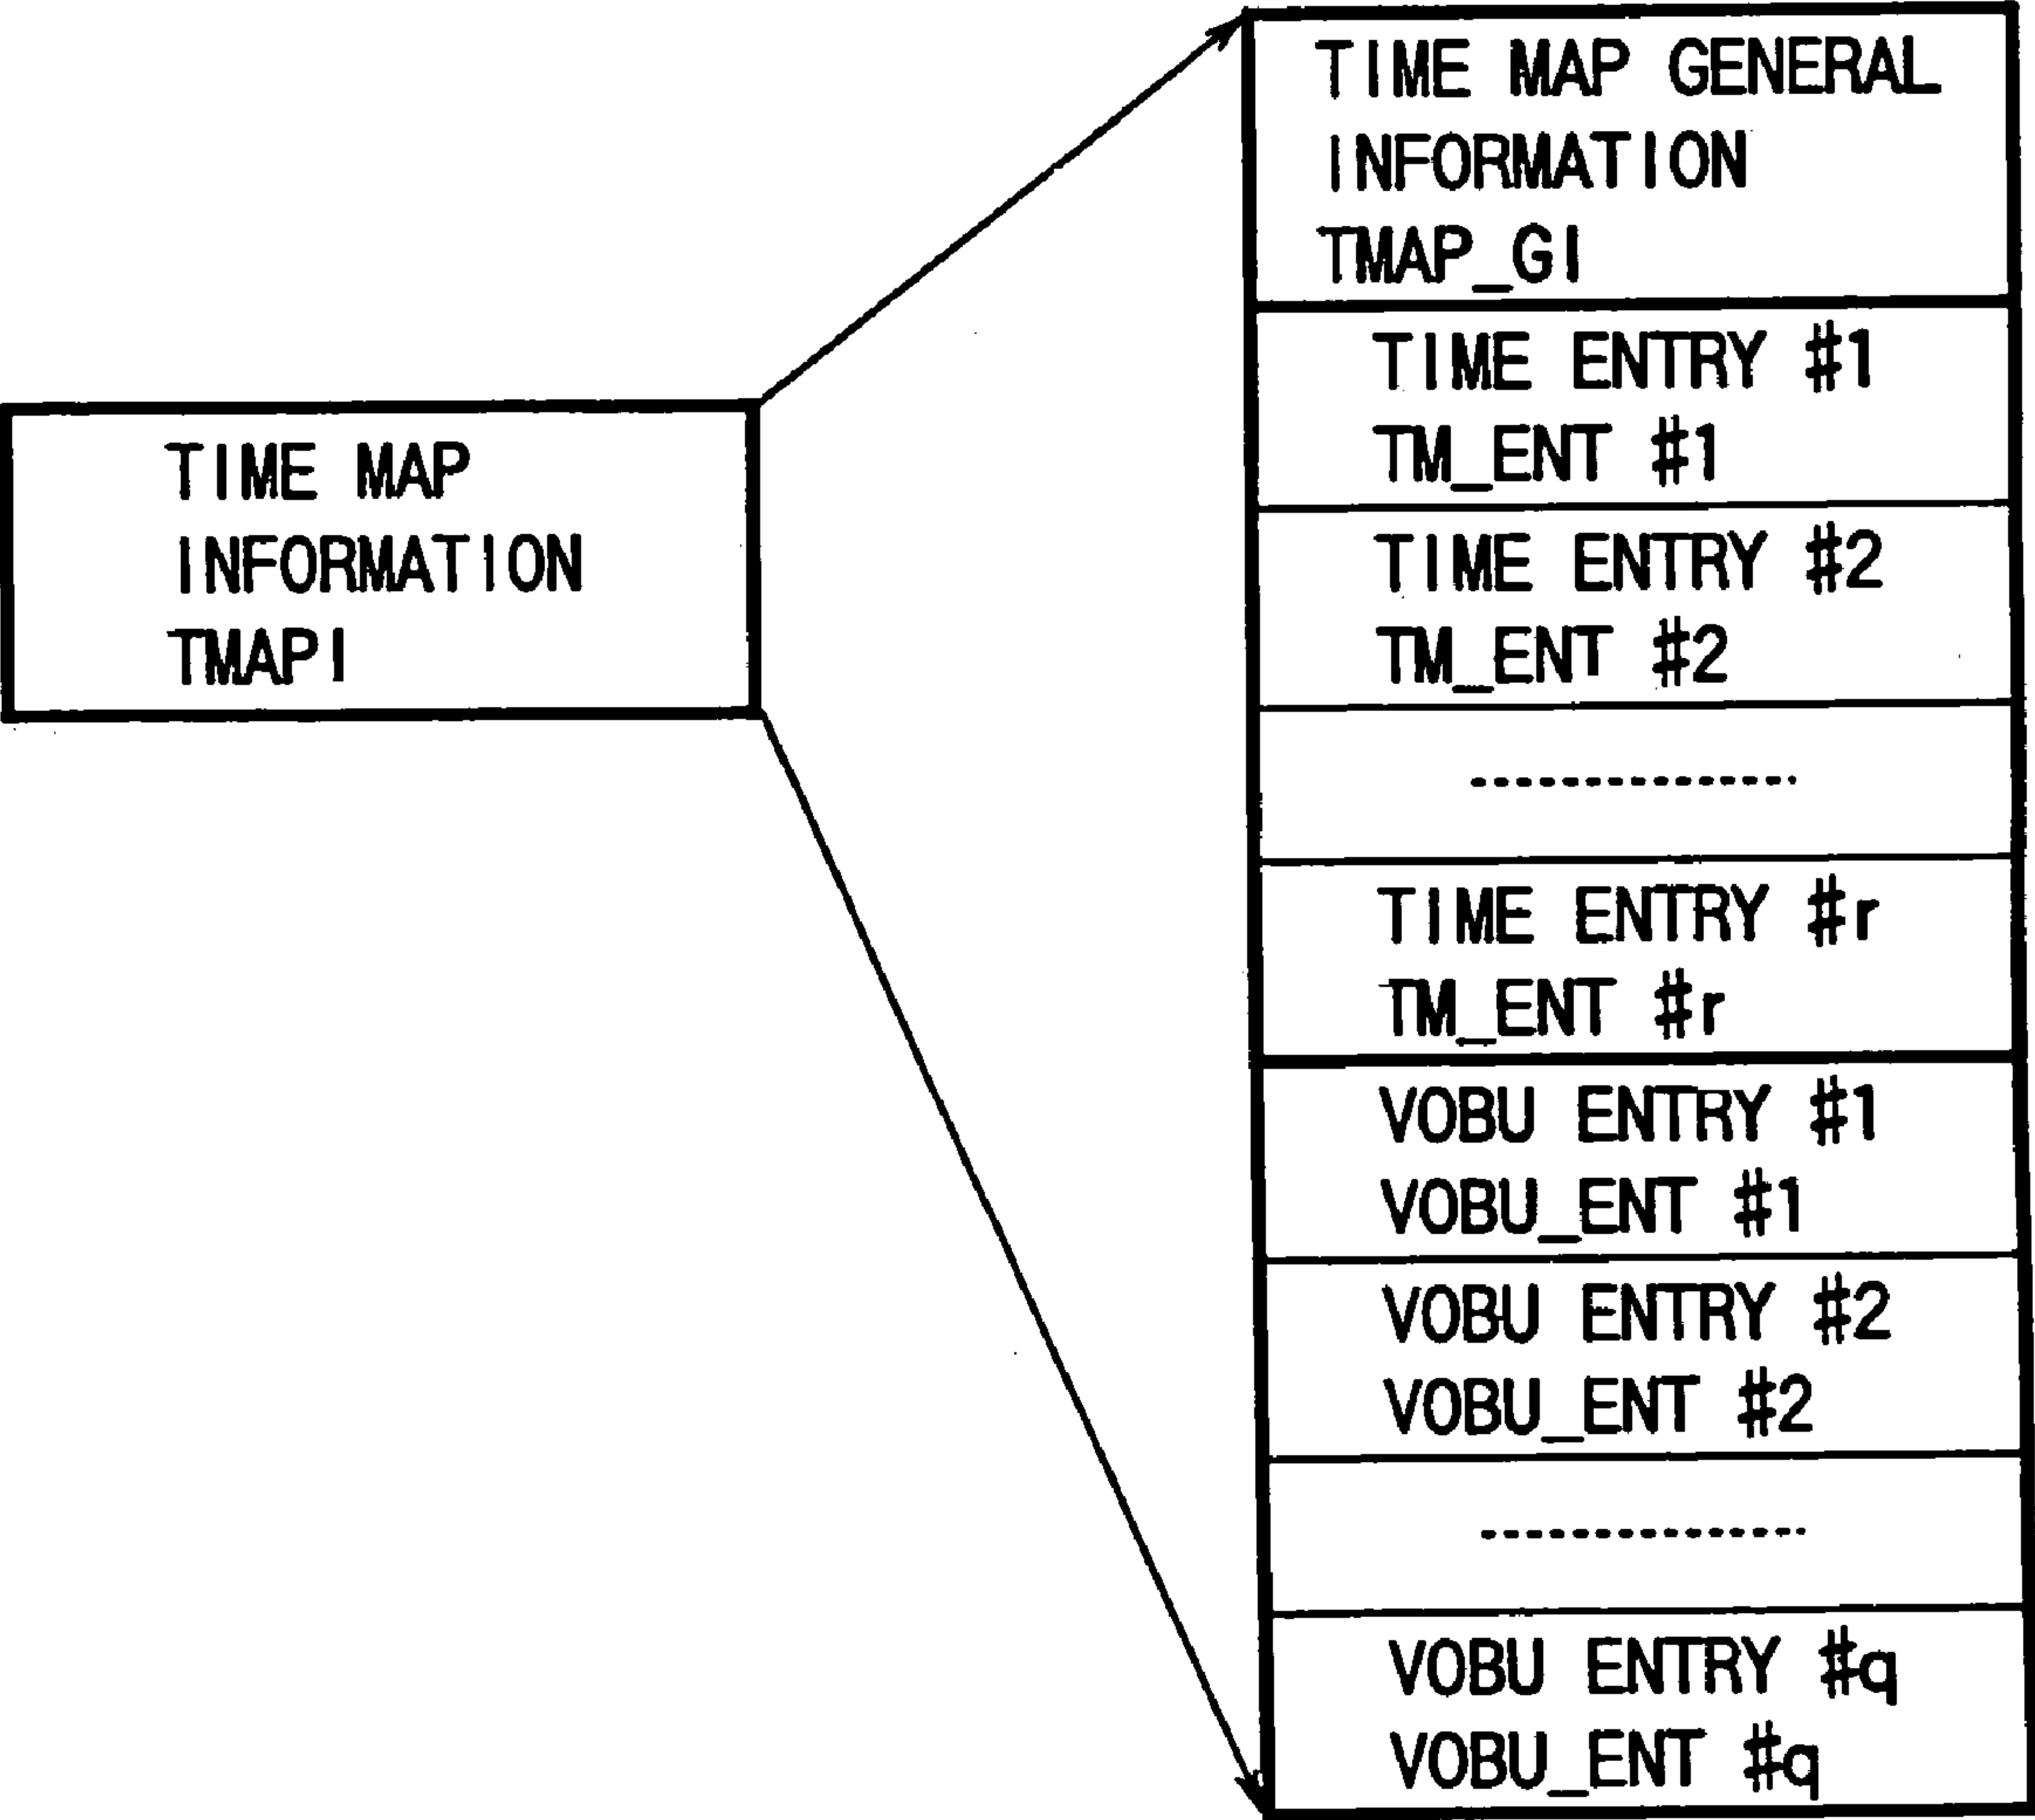 TIME MAP
INFORMATION
TMAPI
TIME MAP GENERAL
INFORMATION
TMAP_GI
TIME ENTRY #1
TM_ENT #1
TIME ENTRY #2
TM_ENT #2
TIME ENTRY #r
TM_ENT #r
VOBU ENTRY #1
VOBU_ENT #1
VOBU ENTRY #2
VOBU_ENT #2
VOBU ENTRY #q
VOBU_ENT #q